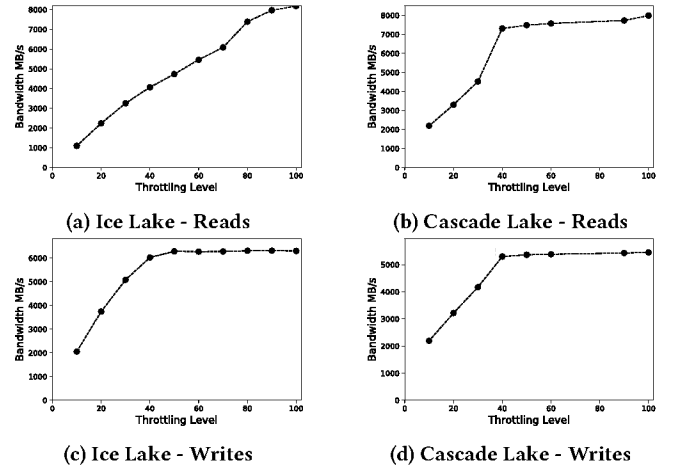 8000
7000
6000
5000
4000
3000
2000
1000
0
Bandwidth MB/s
0 20 40 60 80 100
Throttling Level
(a) Ice Lake - Reads
8000
7000
6000
5000
4000
3000
2000
1000
0
Bandwidth MB/s
0 20 40 60 80 100
Throttling Level
(b) Cascade Lake - Reads
6000
5000
4000
3000
2000
1000
0
Bandwidth MB/s
0 20 40 60 80 100
Throttling Level
(c) Ice Lake - Writes
5000
4000
3000
2000
1000
0
Bandwidth MB/s
0 20 40 60 80 100
Throttling Level
(d) Cascade Lake - Writes